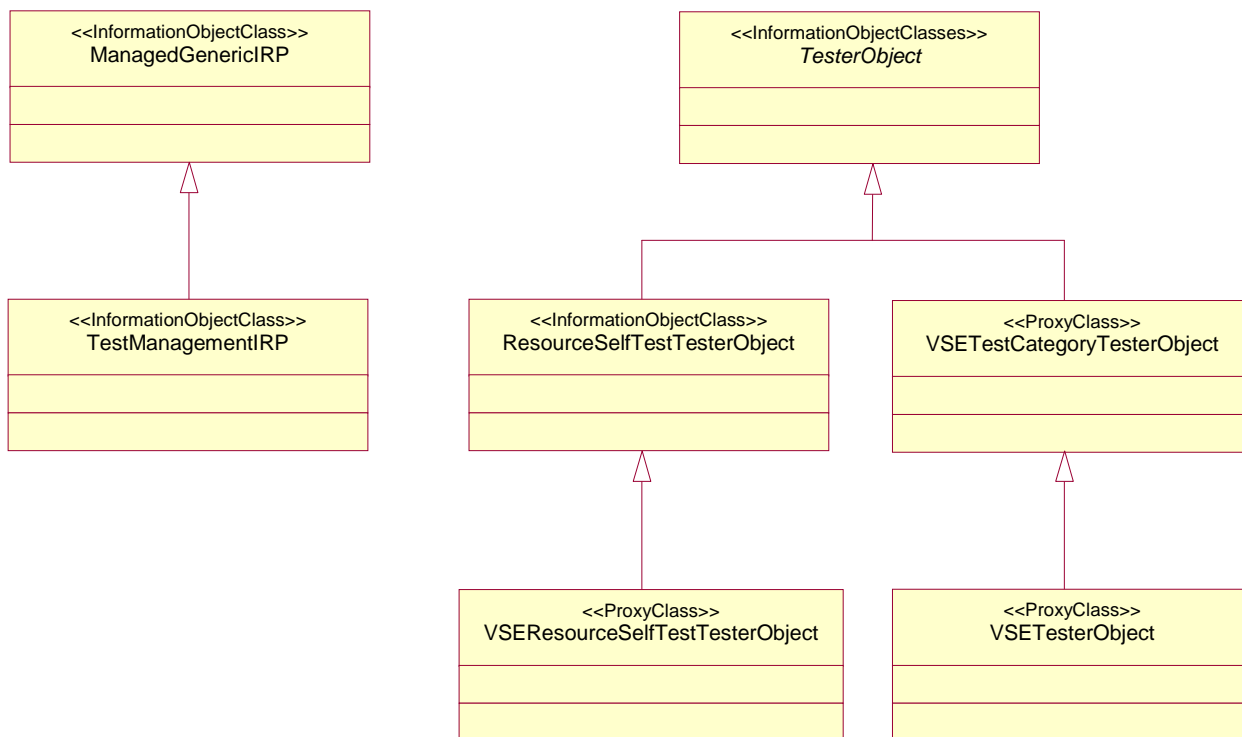 <<InformationObjectClass>>
ManagedGenericIRP
<<InformationObjectClasses>>
TesterObject
<<InformationObjectClass>>
TestManagementIRP
<<InformationObjectClass>>
ResourceSelfTestTesterObject
<<ProxyClass>>
VSETestCategoryTesterObject
<<ProxyClass>>
VSEResourceSelfTestTesterObject
<<ProxyClass>>
VSETesterObject